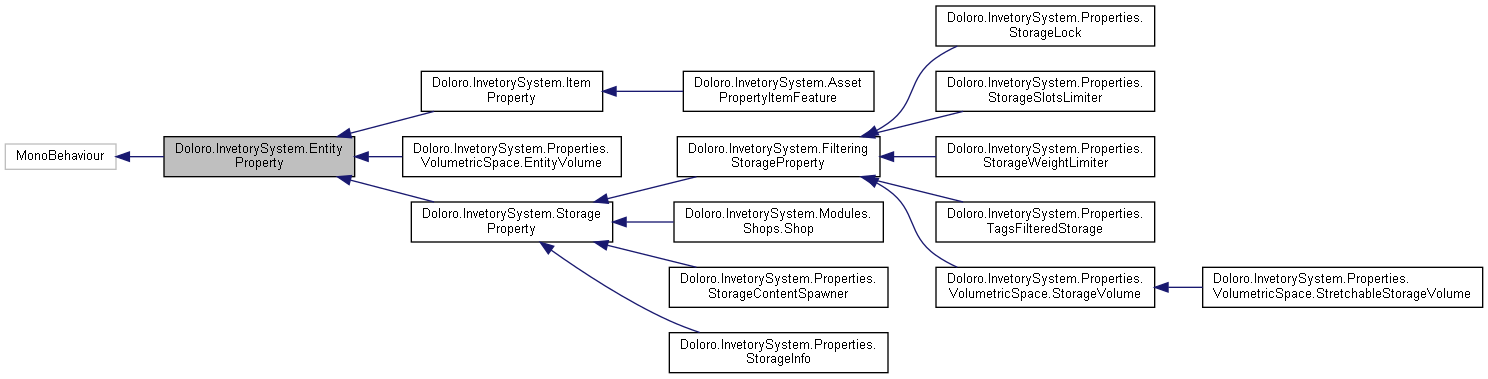 MonoBehaviour
Doloro.InvetorySystem.Entity
Property
Doloro.InvetorySystem.Item
Property
Doloro.InvetorySystem.Properties.
VolumetricSpace.EntityVolume
Doloro.InvetorySystem.Storage
Property
Doloro.InvetorySystem.Asset
PropertyItemFeature
Doloro.InvetorySystem.Filtering
StorageProperty
Doloro.InvetorySystem.Modules.
Shops.Shop
Doloro.InvetorySystem.Properties.
StorageContentSpawner
Doloro.InvetorySystem.Properties.
StorageInfo
Doloro.InvetorySystem.Properties.
StorageLock
Doloro.InvetorySystem.Properties.
StorageSlotsLimiter
Doloro.InvetorySystem.Properties.
StorageWeightLimiter
Doloro.InvetorySystem.Properties.
TagsFilteredStorage
Doloro.InvetorySystem.Properties.
VolumetricSpace.StorageVolume
Doloro.InvetorySystem.Properties.
VolumetricSpace.StretchableStorageVolume